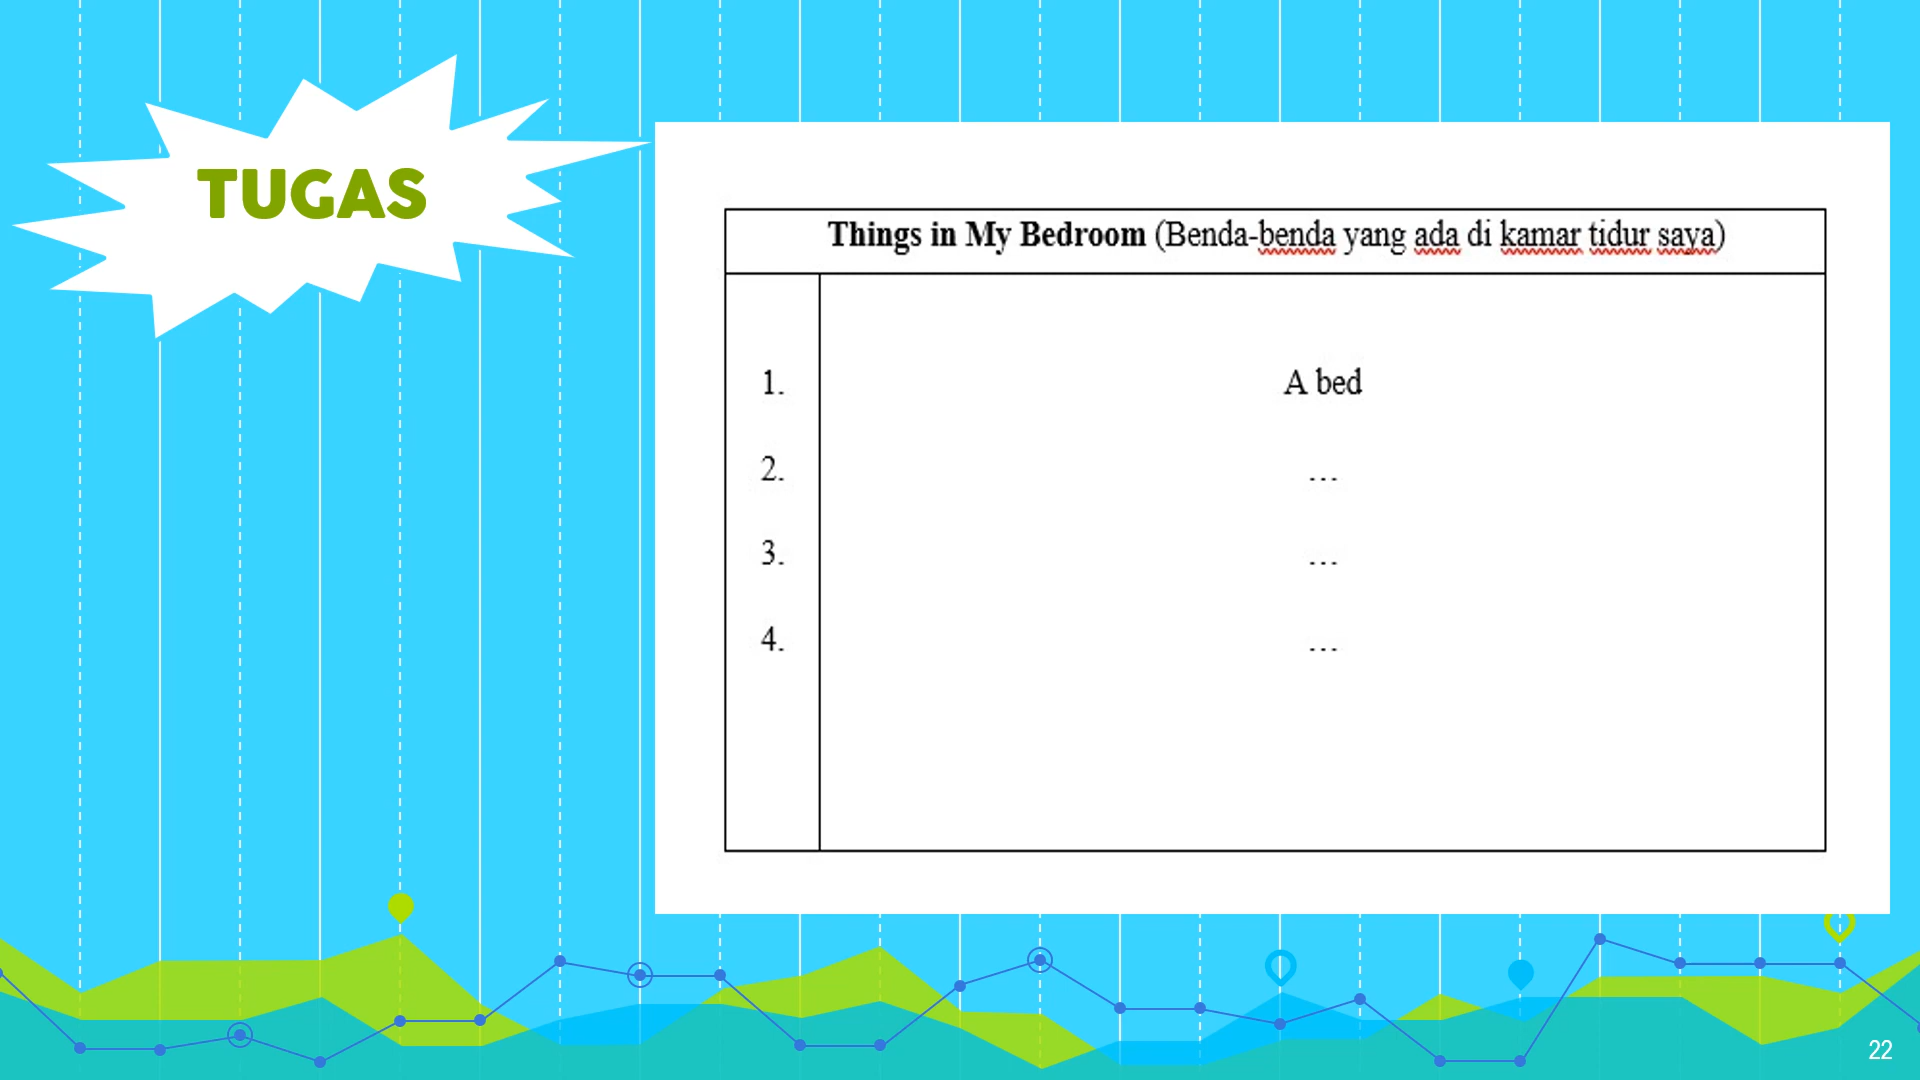 TUGAS
Things in My Bedroom (Benda-benda yang ada di kamar tidur saya)
1. A bed
2. ...
3. ...
4. ...
22